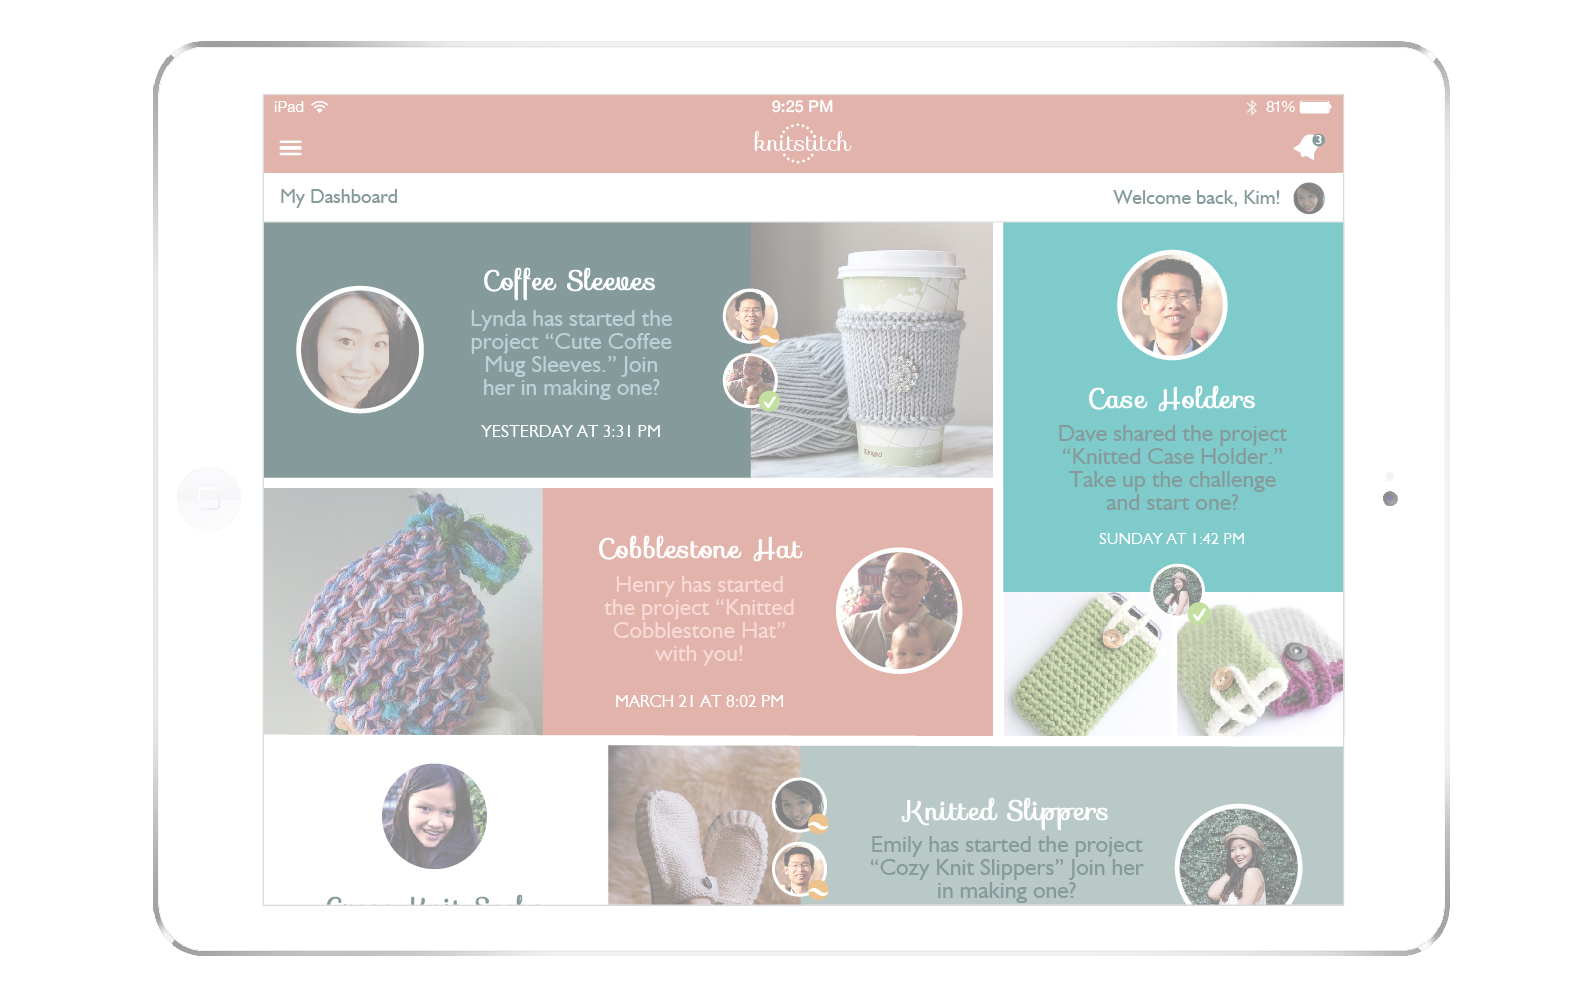 iPad
9:25 PM
81%
knitstitch
3
My Dashboard
Welcome back, Kim!
Coffee Sleeves
Lynda has started the
project “Cute Coffee
Mug Sleeves.” Join
her in making one?
YESTERDAY AT 3:31 PM
Case Holders
Dave shared the project
“Knitted Case Holder.”
Take up the challenge
and start one?
SUNDAY AT 1:42 PM
Cobblestone Hat
Henry has started
the project “Knitted
Cobblestone Hat”
with you!
MARCH 21 AT 8:02 PM
Knitted Slippers
Emily has started the project
“Cozy Knit Slippers” Join her
in making one?